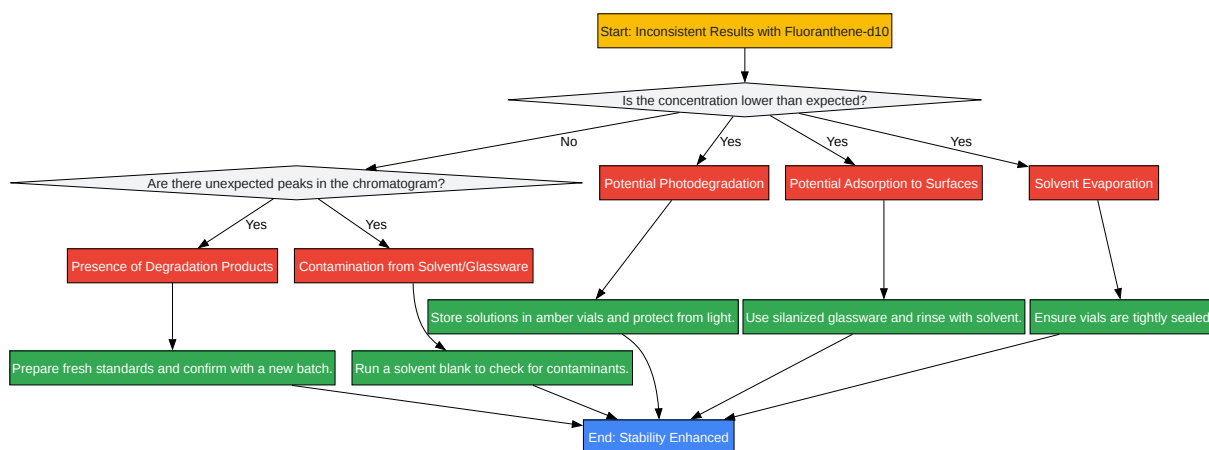 Start: Inconsistent Results with Fluoranthene-d10
Is the concentration lower than expected?
No
Yes
Yes
Yes
Are there unexpected peaks in the chromatogram?
Potential Photodegradation
Potential Adsorption to Surfaces
Solvent Evaporation
Yes
Yes
Presence of Degradation Products
Contamination from Solvent/Glassware
Store solutions in amber vials and protect from light.
Use silanized glassware and rinse with solvent.
Ensure vials are tightly sealed
Prepare fresh standards and confirm with a new batch.
Run a solvent blank to check for contaminants.
End: Stability Enhanced